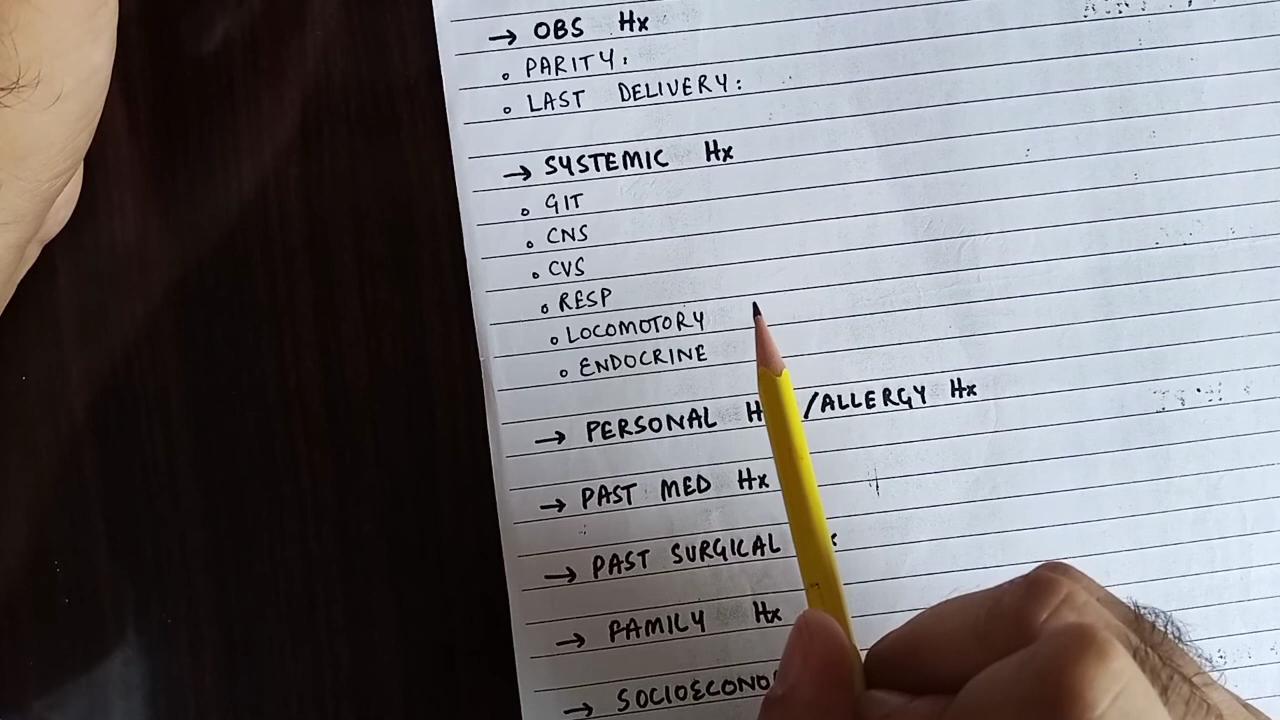 → OBS Hx
∘ PARITY:
∘ LAST DELIVERY:
→ SYSTEMIC Hx
∘ GIT
∘ CNS
∘ CVS
∘ RESP
∘ LOCOMOTORY
∘ ENDOCRINE
→ PERSONAL H /ALLERGY Hx
→ PAST MED Hx
→ PAST SURGICAL
→ FAMILY Hx
→ SOCIOECONO